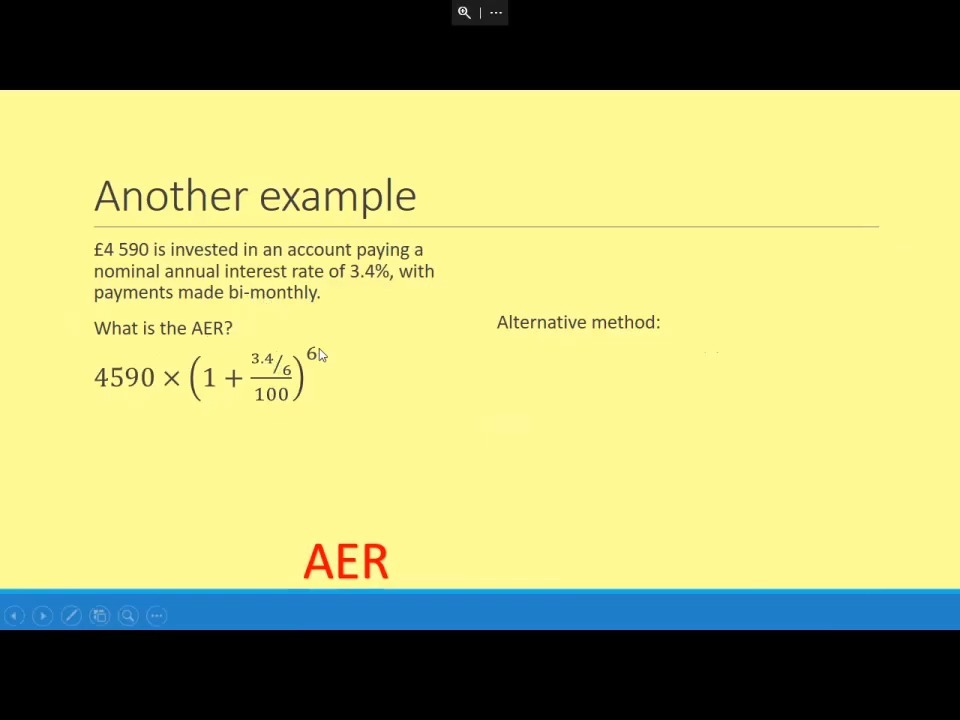 Another example
£4 590 is invested in an account paying a
nominal annual interest rate of 3.4%, with
payments made bi-monthly.
What is the AER?
Alternative method:
4590 × (1 + (3.4/6)/100)^6
AER